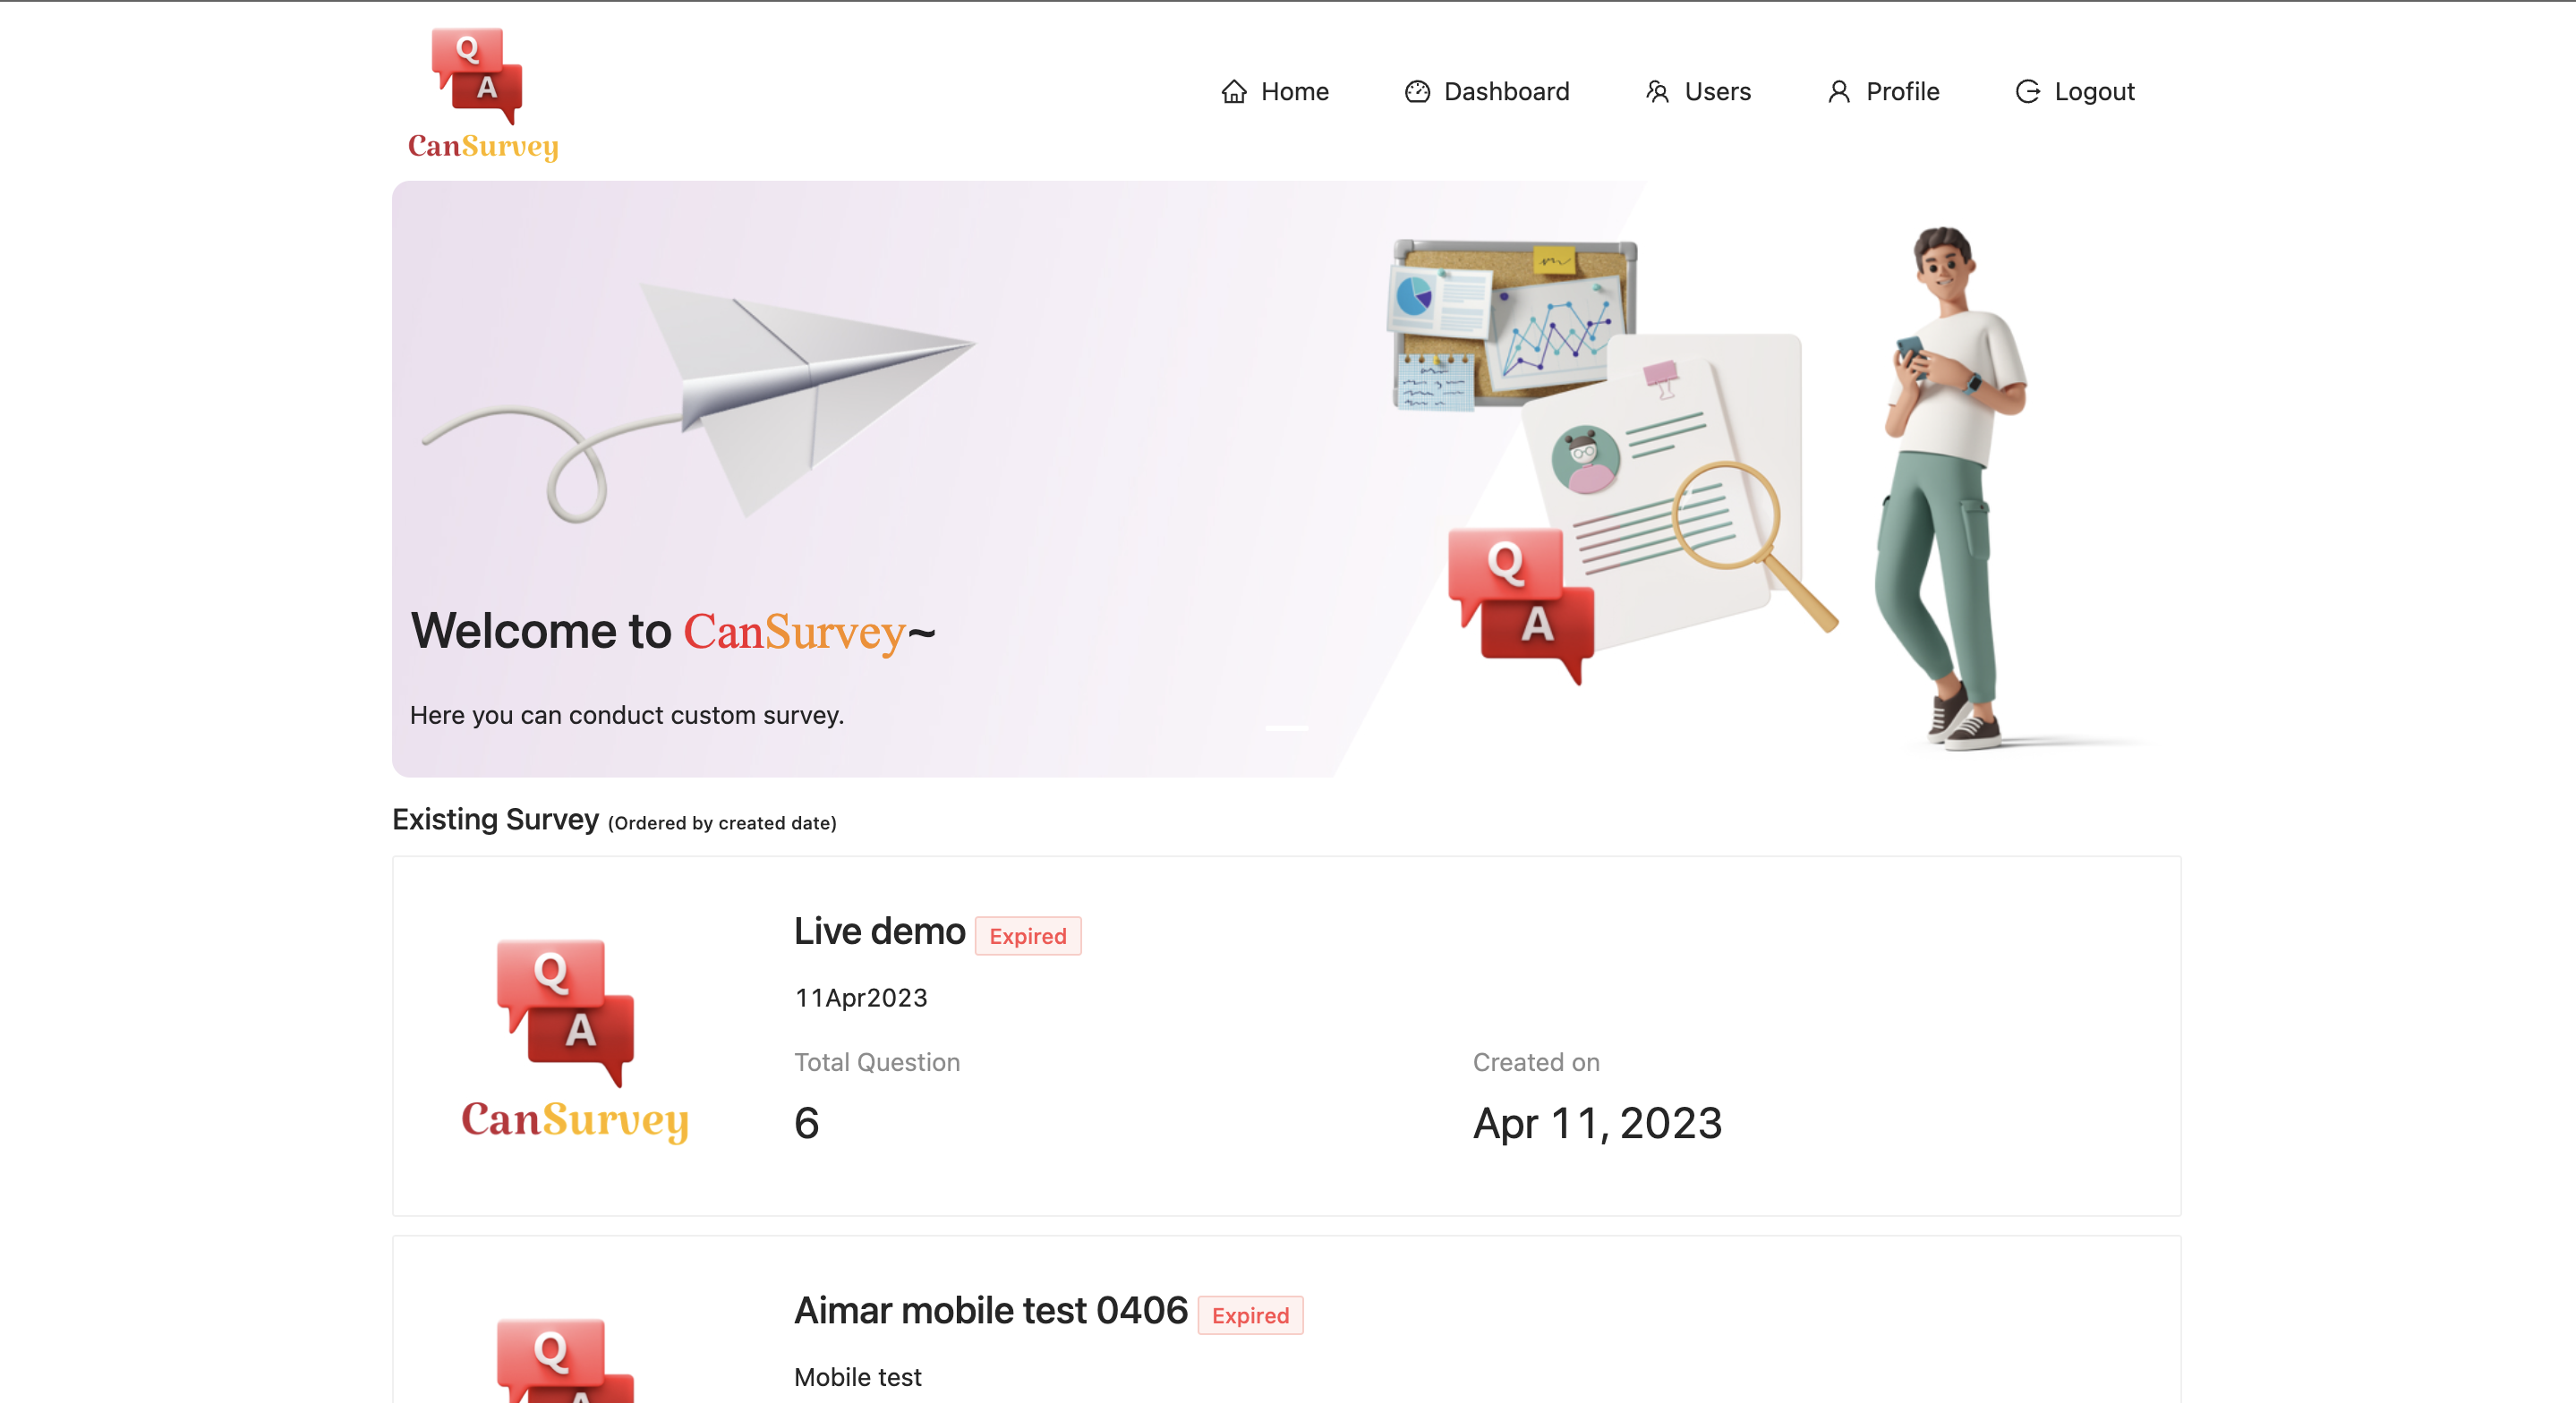 Q
A
CanSurvey
Home
Dashboard
Users
Profile
Logout
Q
A
Welcome to CanSurvey~
Here you can conduct custom survey.
Existing Survey (Ordered by created date)
Q
A
CanSurvey
Live demo Expired
11Apr2023
Total Question
Created on
6
Apr 11, 2023
Q
A
Aimar mobile test 0406 Expired
Mobile test